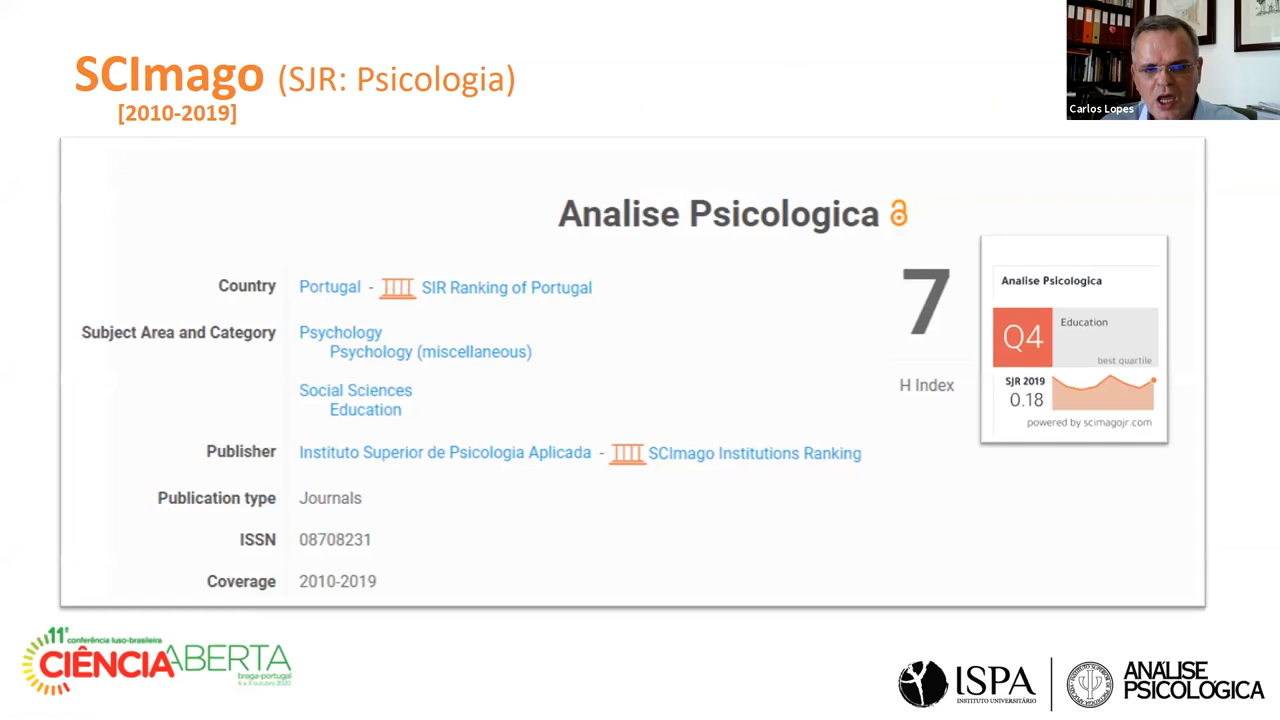 SCImago (SJR: Psicologia)
[2010-2019]
Carlos Lopes
Analise Psicologica
Country
Portugal - SIR Ranking of Portugal
Subject Area and Category
Psychology
Psychology (miscellaneous)
Social Sciences
Education
Publisher
Instituto Superior de Psicologia Aplicada - SCImago Institutions Ranking
Publication type
Journals
ISSN
08708231
Coverage
2010-2019
7
H Index
Analise Psicologica
Q4
Education
best quartile
SJR 2019
0.18
powered by scimagojr.com
11ª conferência luso-brasileira
CIÊNCIAABERTA
braga-portugal
ISPA
INSTITUTO UNIVERSITÁRIO
ANÁLISE
PSICOLÓGICA